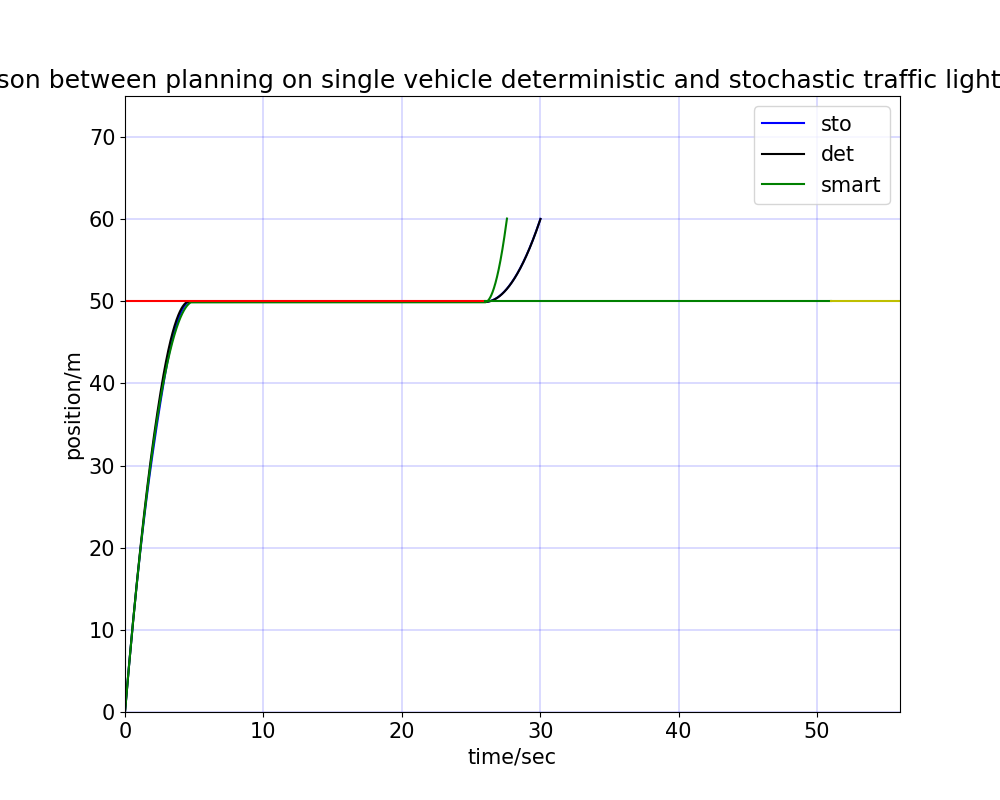 son between planning on single vehicle deterministic and stochastic traffic light
sto
det
smart
70
60
50
40
30
20
10
0
position/m
0 10 20 30 40 50
time/sec